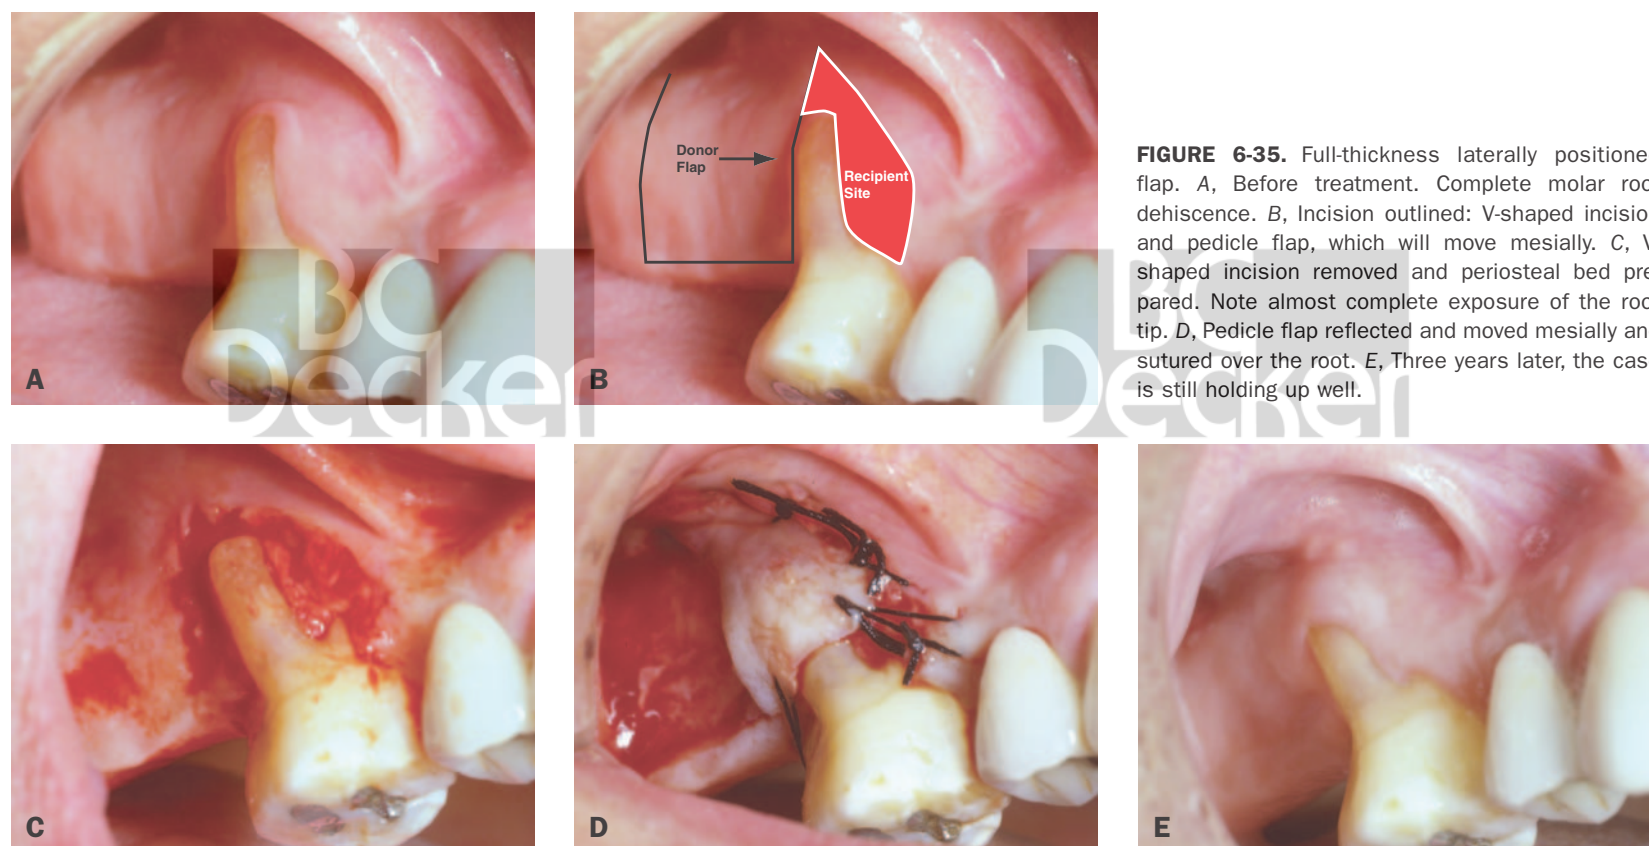 Donor
Flap
Recipient
Site
A
B
FIGURE 6-35. Full-thickness laterally positione
flap. A, Before treatment. Complete molar roo
dehiscence. B, Incision outlined: V-shaped incisio
and pedicle flap, which will move mesially. C, V
shaped incision removed and periosteal bed pre
pared. Note almost complete exposure of the roo
tip. D, Pedicle flap reflected and moved mesially an
sutured over the root. E, Three years later, the cas
is still holding up well.
BC
Decker
BC
Decker
C
D
E